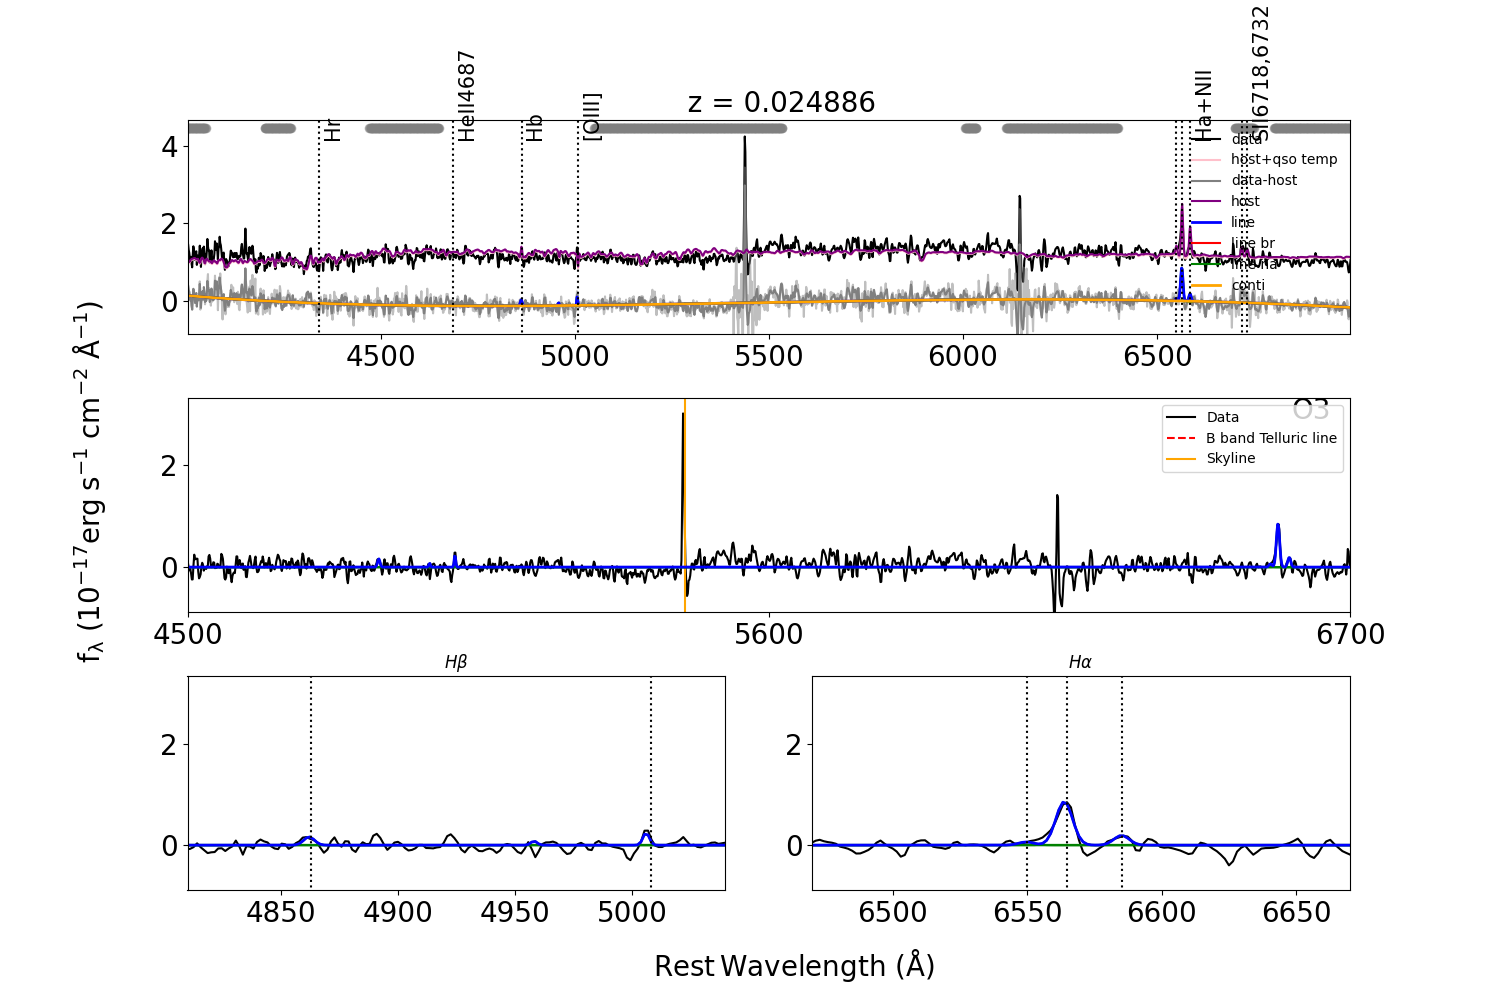 z = 0.024886
Hr
HeII4687
Hb
[OIII]
Ha+NII
SII6718,6732
data
host+qso temp
data-host
host
line
line br
line na
conti
4
2
0
4500 5000 5500 6000 6500
O3
Data
B band Telluric line
Skyline
2
0
4500 5600 6700
fλ (10−17erg s−1 cm−2 Å−1)
Hβ
2
0
4850 4900 4950 5000
Hα
2
0
6500 6550 6600 6650
Rest Wavelength (Å)